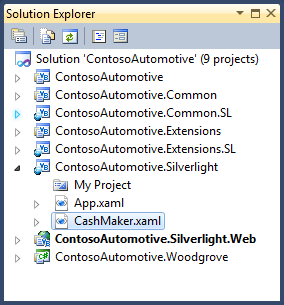 Solution Explorer
Solution 'ContosoAutomotive' (9 projects)
ContosoAutomotive
ContosoAutomotive.Common
ContosoAutomotive.Common.SL
ContosoAutomotive.Extensions
ContosoAutomotive.Extensions.SL
ContosoAutomotive.Silverlight
My Project
App.xaml
CashMaker.xaml
ContosoAutomotive.Silverlight.Web
ContosoAutomotive.Woodgrove